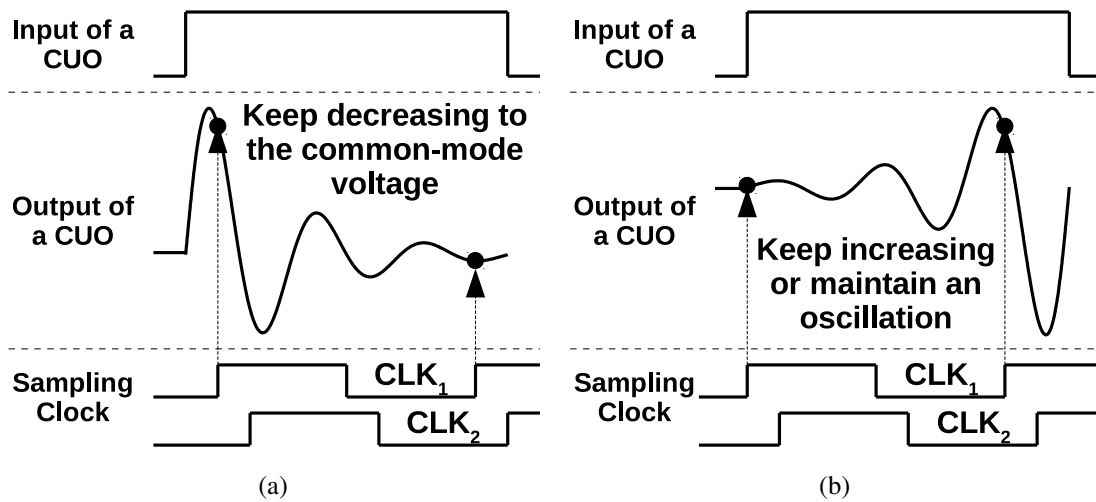 Input of a
CUO
Keep decreasing to
the common-mode
voltage
Output of
a CUO
Sampling
Clock
CLK₁
CLK₂
(a)
Input of a
CUO
Output of
a CUO
Keep increasing
or maintain an
oscillation
Sampling
Clock
CLK₁
CLK₂
(b)